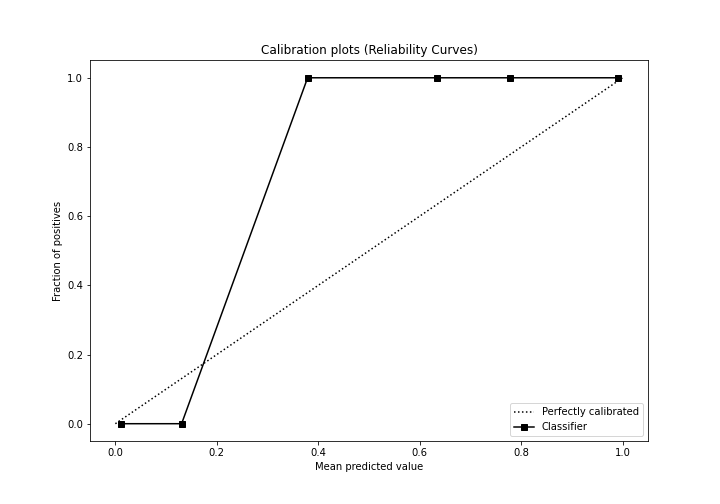 Calibration plots (Reliability Curves)
1.0
0.8
0.6
0.4
0.2
0.0
Fraction of positives
0.0 0.2 0.4 0.6 0.8 1.0
Mean predicted value
Perfectly calibrated
Classifier